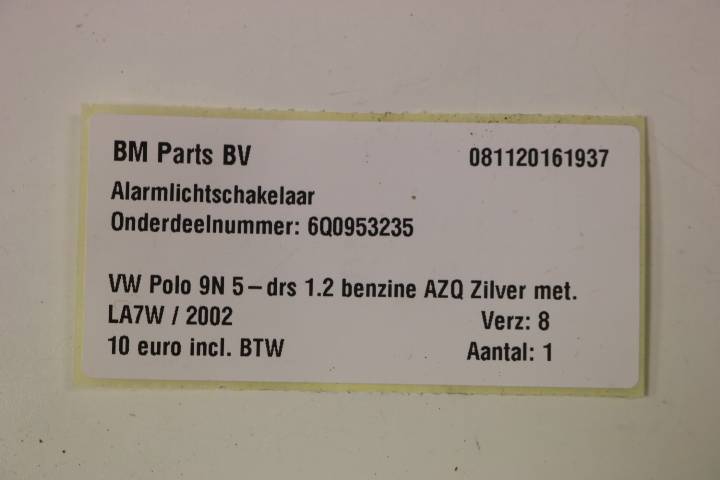 BM Parts BV 081120161937
Alarmlichtschakelaar
Onderdeelnummer: 6Q0953235
VW Polo 9N 5-drs 1.2 benzine AZQ Zilver met.
LA7W / 2002 Verz: 8
10 euro incl. BTW Aantal: 1